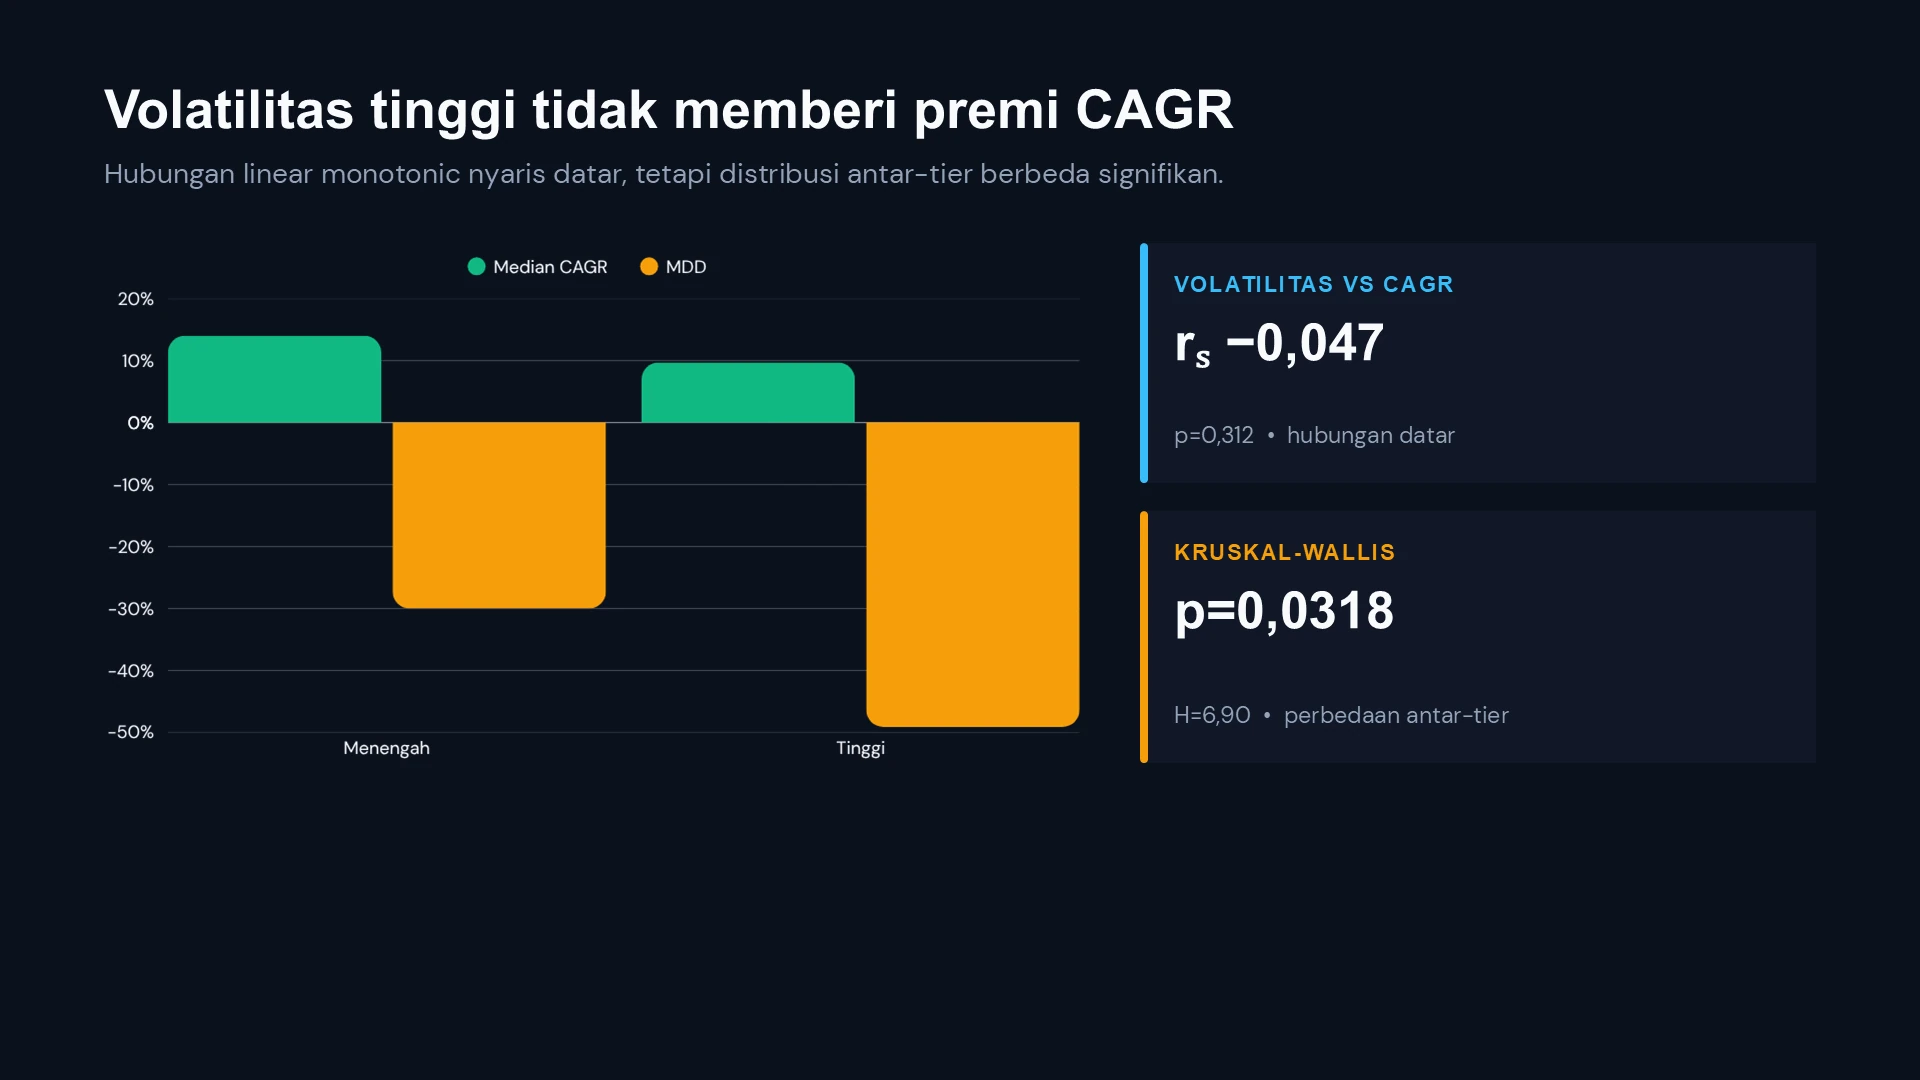 Volatilitas tinggi tidak memberi premi CAGR
Hubungan linear monotonic nyaris datar, tetapi distribusi antar-tier berbeda signifikan.
Median CAGR
MDD
20%
10%
0%
-10%
-20%
-30%
-40%
-50%
Menengah
Tinggi
VOLATILITAS VS CAGR
rₛ −0,047
p=0,312 • hubungan datar
KRUSKAL-WALLIS
p=0,0318
H=6,90 • perbedaan antar-tier